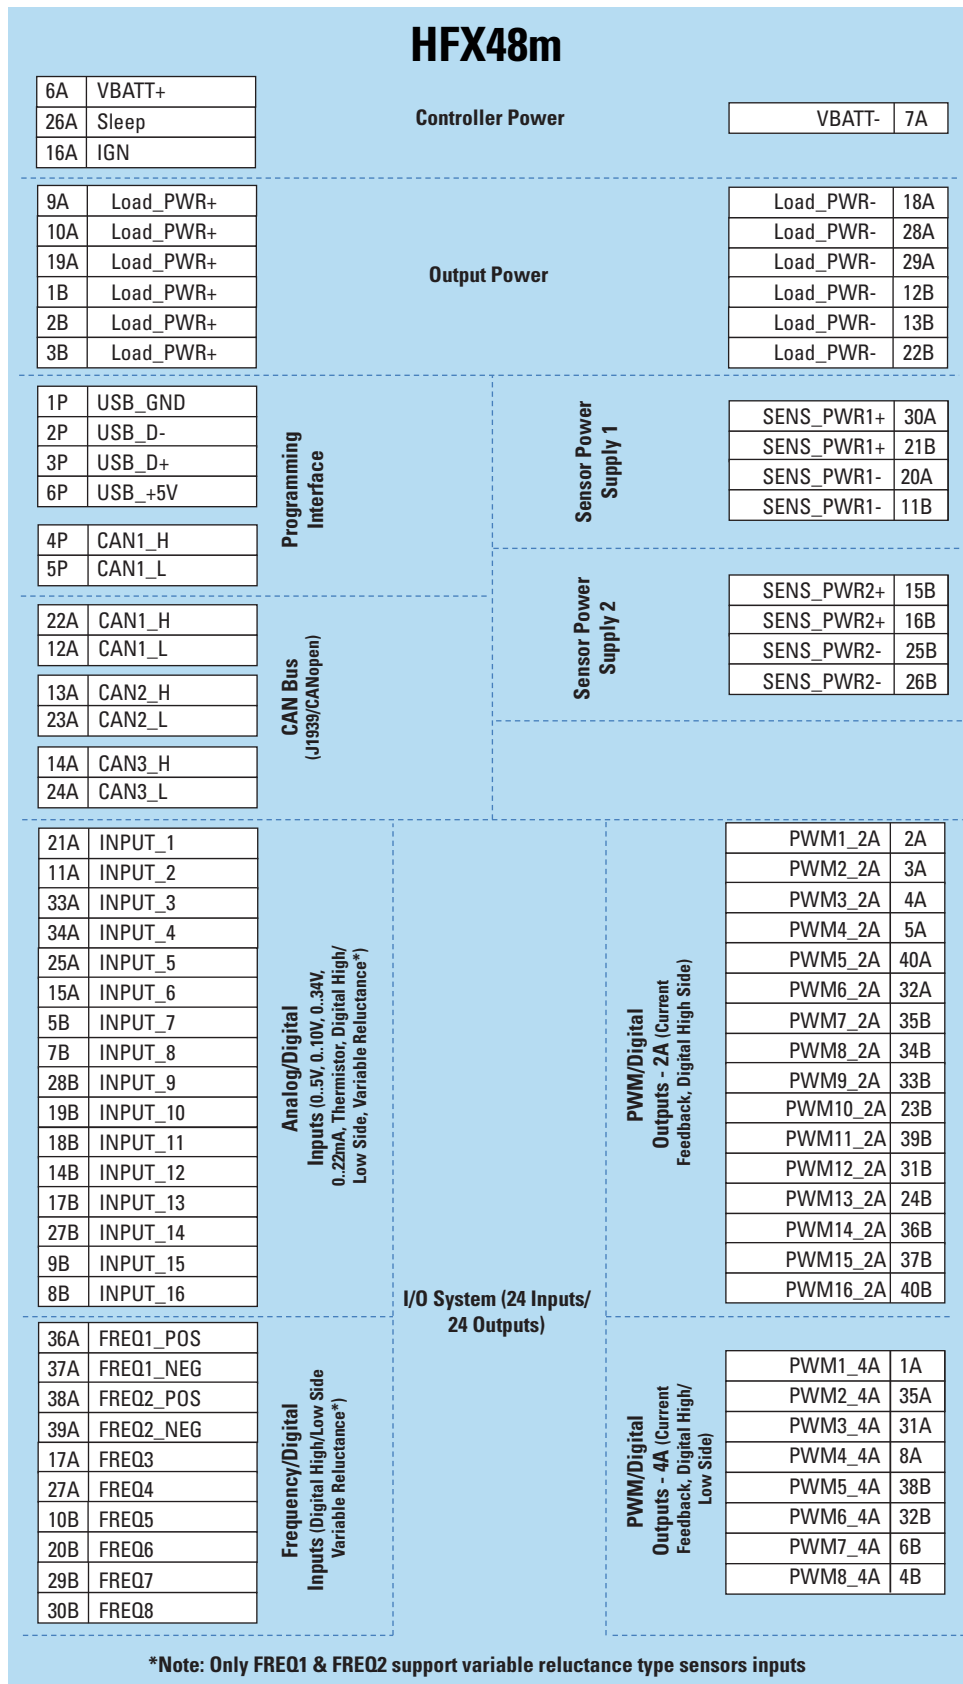 HFX48m
6A VBATT+
26A Sleep
16A IGN
Controller Power
VBATT- 7A
9A Load_PWR+
10A Load_PWR+
19A Load_PWR+
1B Load_PWR+
2B Load_PWR+
3B Load_PWR+
Output Power
Load_PWR- 18A
Load_PWR- 28A
Load_PWR- 29A
Load_PWR- 12B
Load_PWR- 13B
Load_PWR- 22B
1P USB_GND
2P USB_D-
3P USB_D+
6P USB_+5V
4P CAN1_H
5P CAN1_L
Programming
Interface
Sensor Power
Supply 1
SENS_PWR1+ 30A
SENS_PWR1+ 21B
SENS_PWR1- 20A
SENS_PWR1- 11B
22A CAN1_H
12A CAN1_L
13A CAN2_H
23A CAN2_L
14A CAN3_H
24A CAN3_L
CAN Bus
(J1939/CANopen)
Sensor Power
Supply 2
SENS_PWR2+ 15B
SENS_PWR2+ 16B
SENS_PWR2- 25B
SENS_PWR2- 26B
21A INPUT_1
11A INPUT_2
33A INPUT_3
34A INPUT_4
25A INPUT_5
15A INPUT_6
5B INPUT_7
7B INPUT_8
28B INPUT_9
19B INPUT_10
18B INPUT_11
14B INPUT_12
17B INPUT_13
27B INPUT_14
9B INPUT_15
8B INPUT_16
Analog/Digital
Inputs (0..5V, 0..10V, 0..34V,
0..22mA, Thermistor, Digital High/
Low Side, Variable Reluctance*)
PWM/Digital
Outputs - 2A (Current
Feedback, Digital High Side)
PWM1_2A 2A
PWM2_2A 3A
PWM3_2A 4A
PWM4_2A 5A
PWM5_2A 40A
PWM6_2A 32A
PWM7_2A 35B
PWM8_2A 34B
PWM9_2A 33B
PWM10_2A 23B
PWM11_2A 39B
PWM12_2A 31B
PWM13_2A 24B
PWM14_2A 36B
PWM15_2A 37B
PWM16_2A 40B
I/O System (24 Inputs/
24 Outputs)
36A FREQ1_POS
37A FREQ1_NEG
38A FREQ2_POS
39A FREQ2_NEG
17A FREQ3
27A FREQ4
10B FREQ5
20B FREQ6
29B FREQ7
30B FREQ8
Frequency/Digital
Inputs (Digital High/Low Side
Variable Reluctance*)
PWM/Digital
Outputs - 4A (Current
Feedback, Digital High/
Low Side)
PWM1_4A 1A
PWM2_4A 35A
PWM3_4A 31A
PWM4_4A 8A
PWM5_4A 38B
PWM6_4A 32B
PWM7_4A 6B
PWM8_4A 4B
*Note: Only FREQ1 & FREQ2 support variable reluctance type sensors inputs